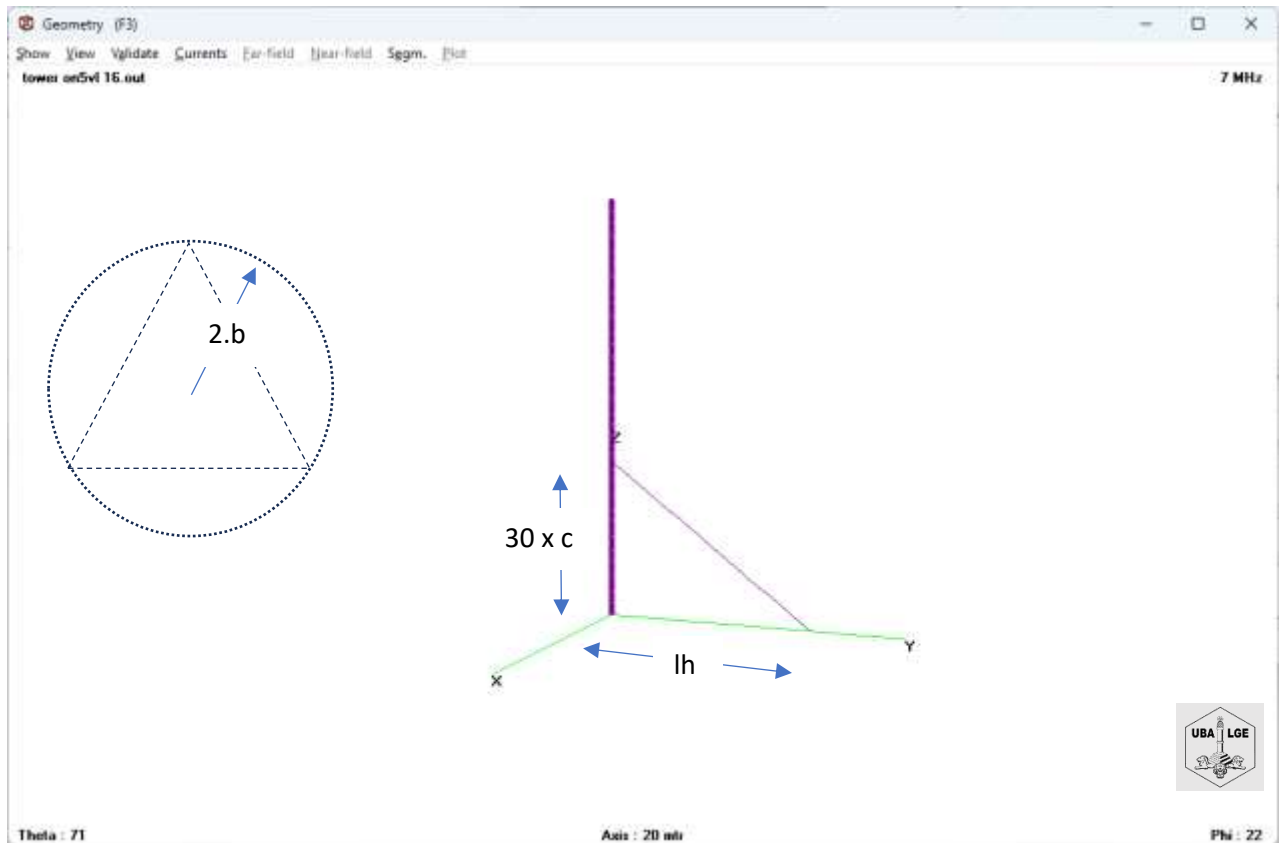 Geometry (F3)
Show View Validate Currents Far-field Near-field Segm. Plot
tower on5vl 16.out 7 MHz
2.b
Z
30 x c
lh
Y
X
UBA LGE
Theta : 71 Axis : 20 mtr Phi : 22